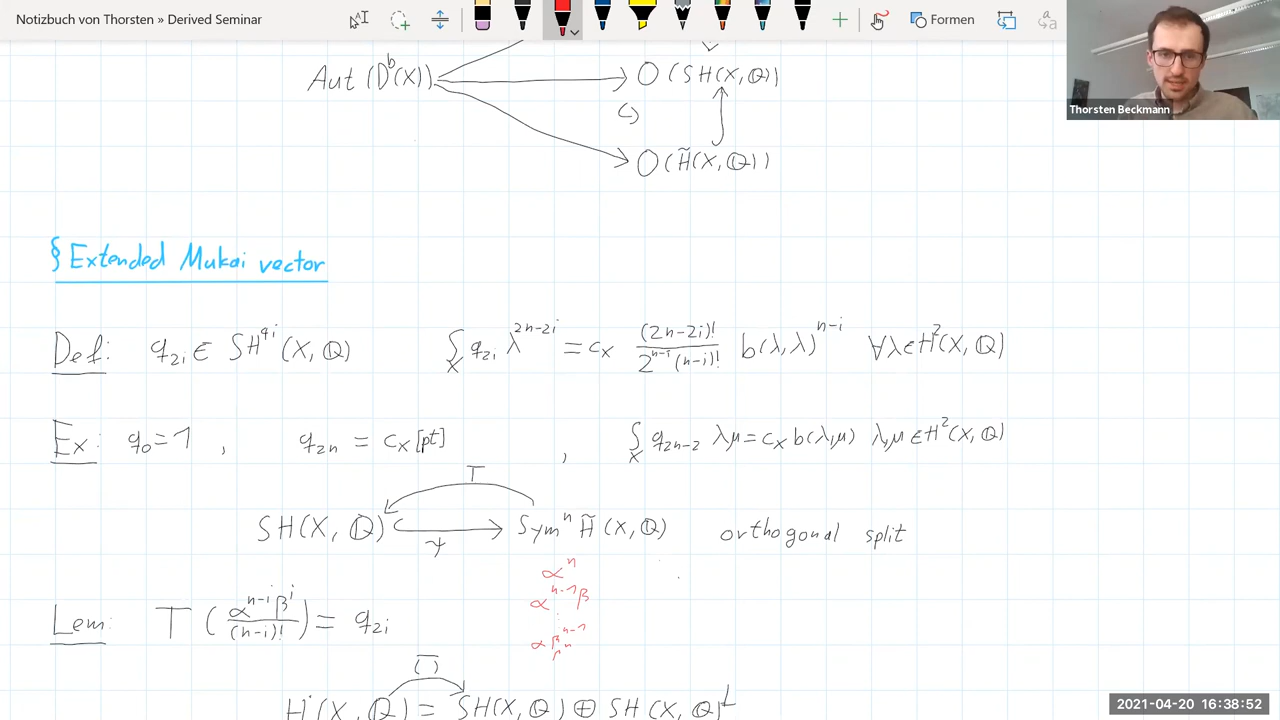 Notizbuch von Thorsten » Derived Seminar
Formen
Thorsten Beckmann
Aut (D^b(X))
O(SH(X,ℚ))
O(H̃(X,ℚ))
§ Extended Mukai vector
Def: q_{2i} ∈ SH^{4i}(X,ℚ) ∫_X q_{2i} λ^{2n-2i} = c_X (2n-2i)!/(2^{n-i}(n-i)!) b(λ,λ)^{n-i} ∀λ∈H²(X,ℚ)
Ex: q_0=1 , q_{2n} = c_X [pt] , ∫_X q_{2n-2} λμ = c_X b(λ,μ) λ,μ ∈ H²(X,ℚ)
T
SH(X,ℚ) Sym^n H̃(X,ℚ) orthogonal split
ψ
α^n
α^{n-1}β
⋮
αβ^{n-1}
β^n
Lem: T (α^{n-i}β^i/(n-i)!) = q_{2i}
H^•(X,ℚ) = SH(X,ℚ) ⊕ SH(X,ℚ)^⊥
2021-04-20 16:38:52